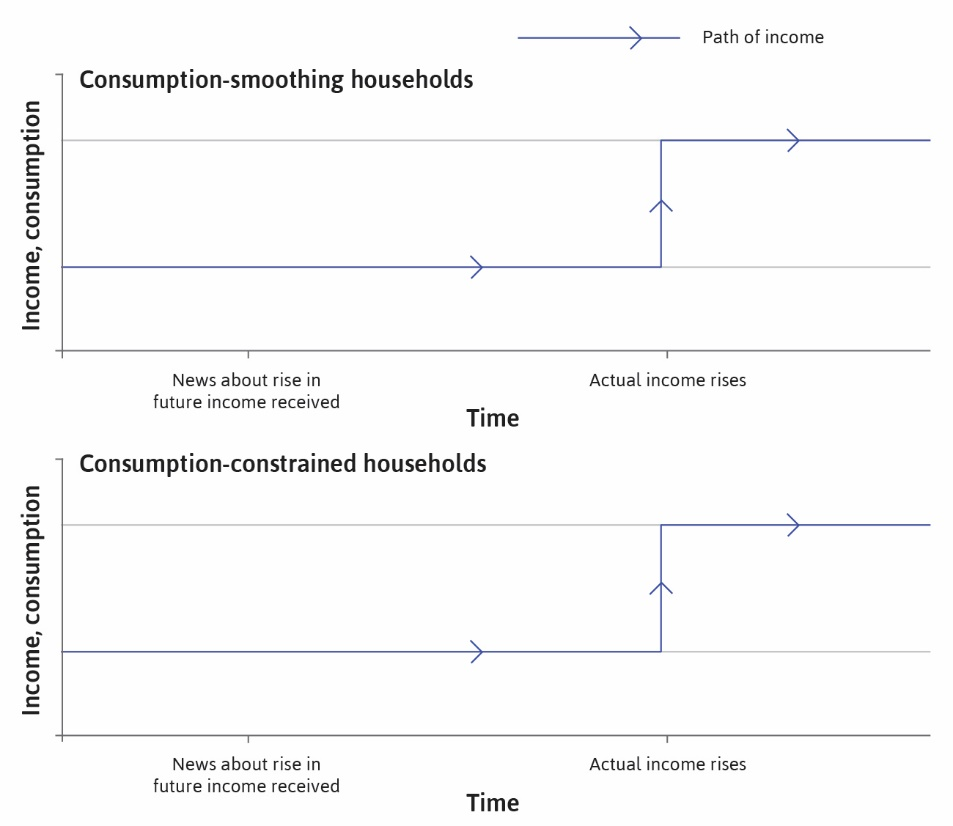 Path of income
Consumption-smoothing households
Income, consumption
News about rise in
future income received
Actual income rises
Time
Consumption-constrained households
Income, consumption
News about rise in
future income received
Actual income rises
Time